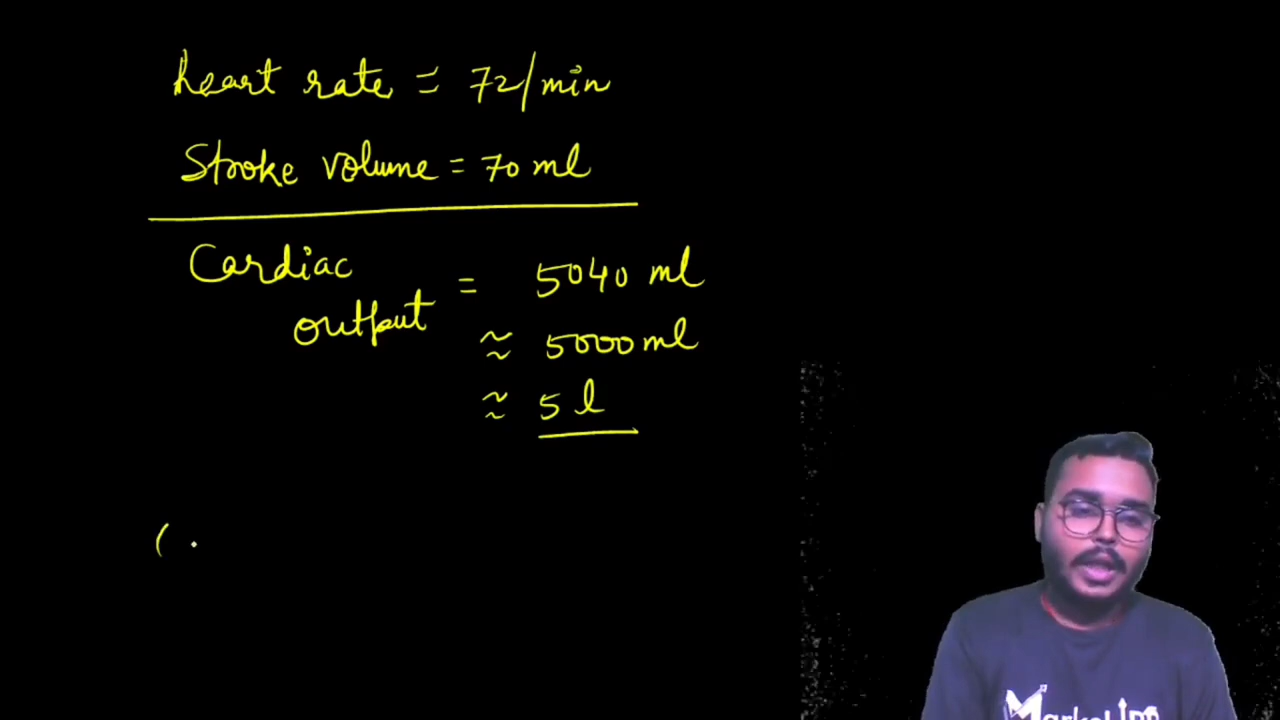 heart rate = 72/min
Stroke volume = 70 ml
Cardiac output = 5040 ml
≈ 5000 ml
≈ 5 l
(